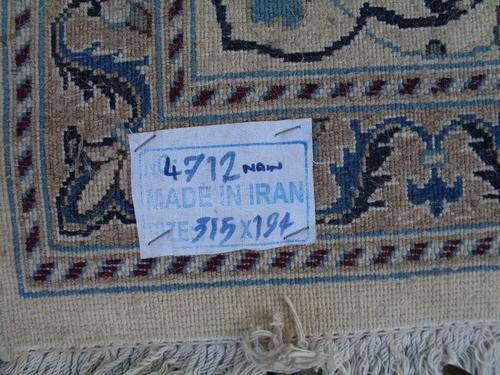 4712 NAIN
MADE IN IRAN
SIZE 315 X 194